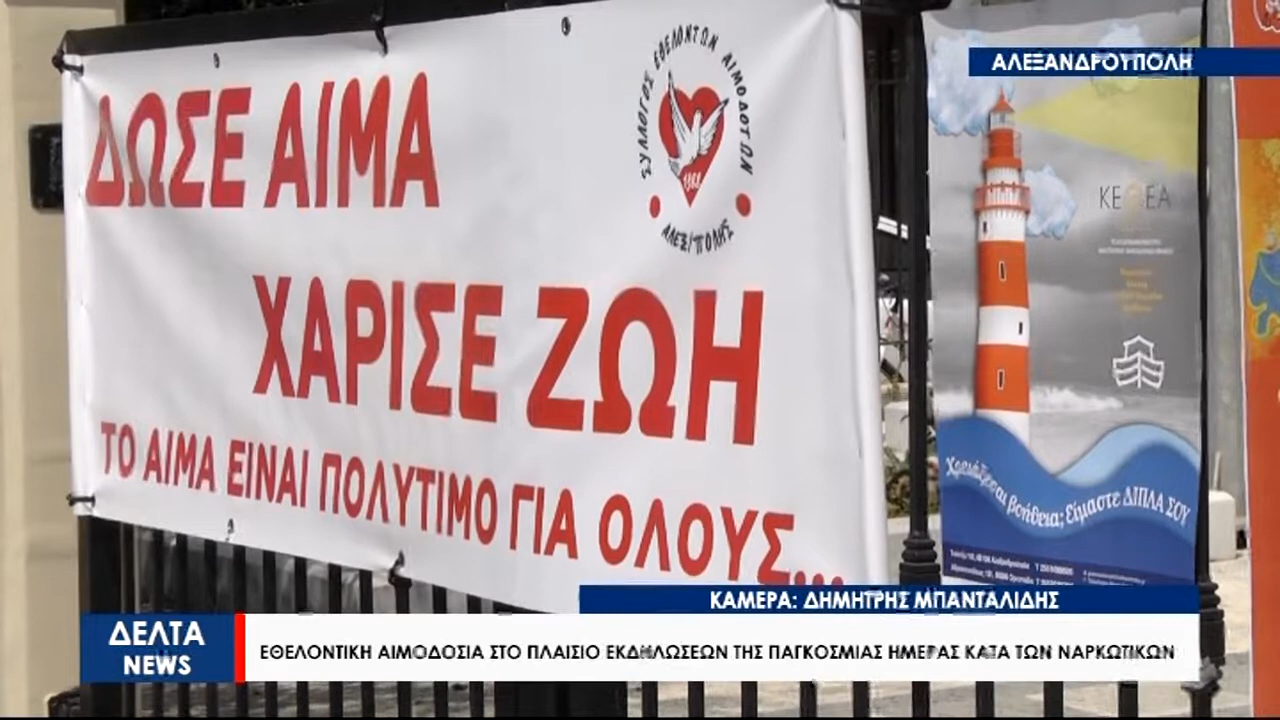 ΔΩΣΕ ΑΙΜΑ
ΧΑΡΙΣΕ ΖΩΗ
ΤΟ ΑΙΜΑ ΕΙΝΑΙ ΠΟΛΥΤΙΜΟ ΓΙΑ ΟΛΟΥΣ...
ΣΥΛΛΟΓΟΣ ΕΘΕΛΟΝΤΩΝ ΑΙΜΟΔΟΤΩΝ
ΑΛΕΞ/ΠΟΛΗΣ
ΑΛΕΞΑΝΔΡΟΥΠΟΛΗ
ΚΕΘΕΑ
Χρειάζεσαι βοήθεια; Είμαστε ΔΙΠΛΑ ΣΟΥ
ΚΑΜΕΡΑ: ΔΗΜΗΤΡΗΣ ΜΠΑΝΤΑΛΙΔΗΣ
ΔΕΛΤΑ
NEWS
ΕΘΕΛΟΝΤΙΚΗ ΑΙΜΟΔΟΣΙΑ ΣΤΟ ΠΛΑΙΣΙΟ ΕΚΔΗΛΩΣΕΩΝ ΤΗΣ ΠΑΓΚΟΣΜΙΑΣ ΗΜΕΡΑΣ ΚΑΤΑ ΤΩΝ ΝΑΡΚΩΤΙΚΩΝ